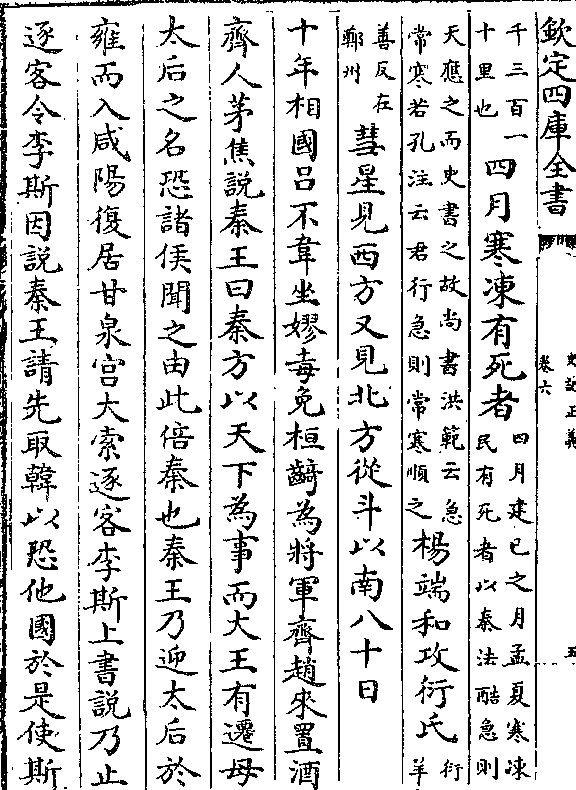 欽定四庫全書
史記正義
卷六
五
千三百一
十里也
四月寒凍有死者
四月建巳之月孟夏寒凍
民有死者以秦法酷急則
天應之而史書之故尚書洪範云急
常寒若孔注云君行急則常寒順之
楊端和攻衍氏
衍
羊
善反在
鄭州
彗星見西方又見北方從斗以南八十日
十年相國呂不韋坐嫪毐免桓齮為將軍齊趙來置酒
齊人茅焦説秦王曰秦方以天下為事而大王有遷母
太后之名恐諸侯聞之由此倍秦也秦王乃迎太后於
雍而入咸陽復居甘泉宫大索逐客李斯上書説乃止
逐客令李斯因説秦王請先取韓以恐他國於是使斯